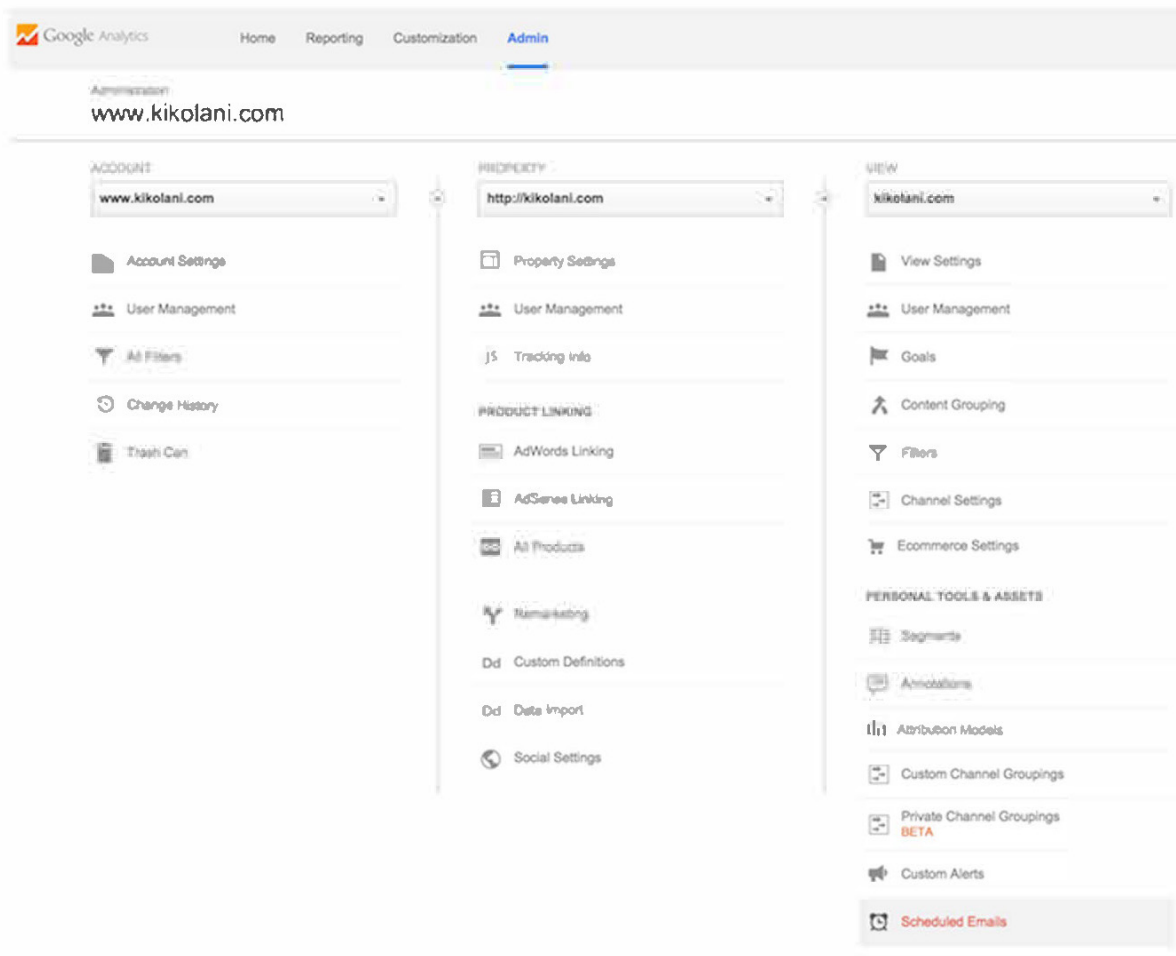 Google Analytics
Home Reporting Customization Admin
Administration
www.kikolani.com
ACCOUNT
www.kikolani.com
Account Settings
User Management
All Filters
Change History
Trash Can
PROPERTY
http://kikolani.com
Property Settings
User Management
JS Tracking Info
PRODUCT LINKING
AdWords Linking
AdSense Linking
All Products
Remarketing
Dd Custom Definitions
Dd Data Import
Social Settings
VIEW
kikolani.com
View Settings
User Management
Goals
Content Grouping
Filters
Channel Settings
Ecommerce Settings
PERSONAL TOOLS & ASSETS
Segments
Annotations
Attribution Models
Custom Channel Groupings
Private Channel Groupings
BETA
Custom Alerts
Scheduled Emails